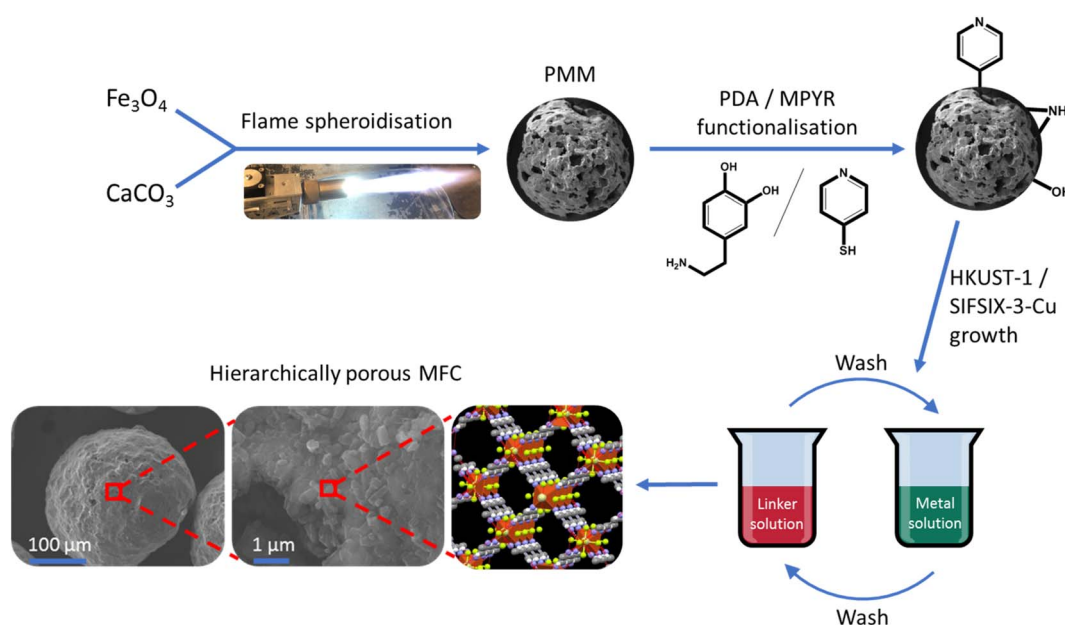 Fe₃O₄
CaCO₃
Flame spheroidisation
PMM
PDA / MPYR
functionalisation
OH
OH
H₂N
N
SH
N
NH
OH
HKUST-1 /
SIFSIX-3-Cu
growth
Wash
Linker
solution
Metal
solution
Wash
Hierarchically porous MFC
100 µm
1 µm